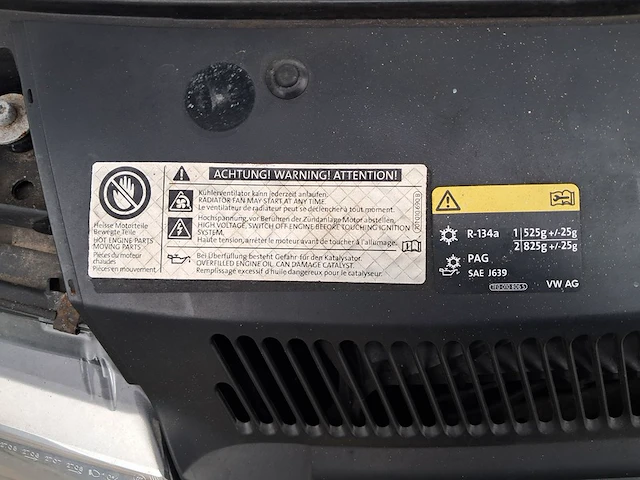 ACHTUNG! WARNING! ATTENTION!
Heisse Motorteile
Bewegte Teile
HOT ENGINE PARTS
MOVING PARTS
Pièces du moteur
chaudes
Pièces en mouvement
Kühlerventilator kann jederzeit anlaufen.
RADIATOR FAN MAY START AT ANY TIME.
Le ventilateur de radiateur peut se déclencher à tout moment.
Hochspannung, vor Berühren der Zündanlage Motor abstellen.
HIGH VOLTAGE, SWITCH OFF ENGINE BEFORE TOUCHING IGNITION
SYSTEM.
Haute tension, arrêter le moteur avant de toucher à l'allumage.
Bei Überfüllung besteht Gefahr für den Katalysator.
OVERFILLED ENGINE OIL, CAN DAMAGE CATALYST.
Remplissage excessif d'huile dangereux pour le catalyseur.
R-134a 1 525g +/-25g
2 825g +/-25g
PAG
SAE J639
VW AG